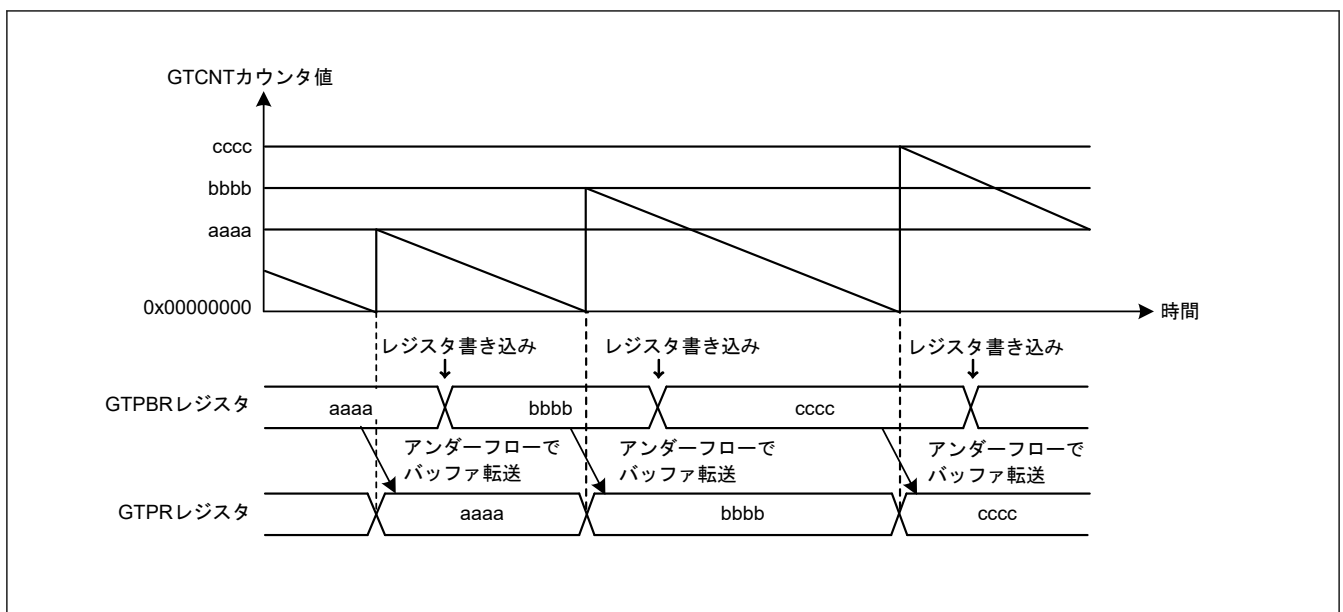 GTCNTカウンタ値
cccc
bbbb
aaaa
0x00000000
時間
レジスタ書き込み
レジスタ書き込み
レジスタ書き込み
GTPBRレジスタ
aaaa
bbbb
cccc
アンダーフローで
バッファ転送
アンダーフローで
バッファ転送
アンダーフローで
バッファ転送
GTPRレジスタ
aaaa
bbbb
cccc